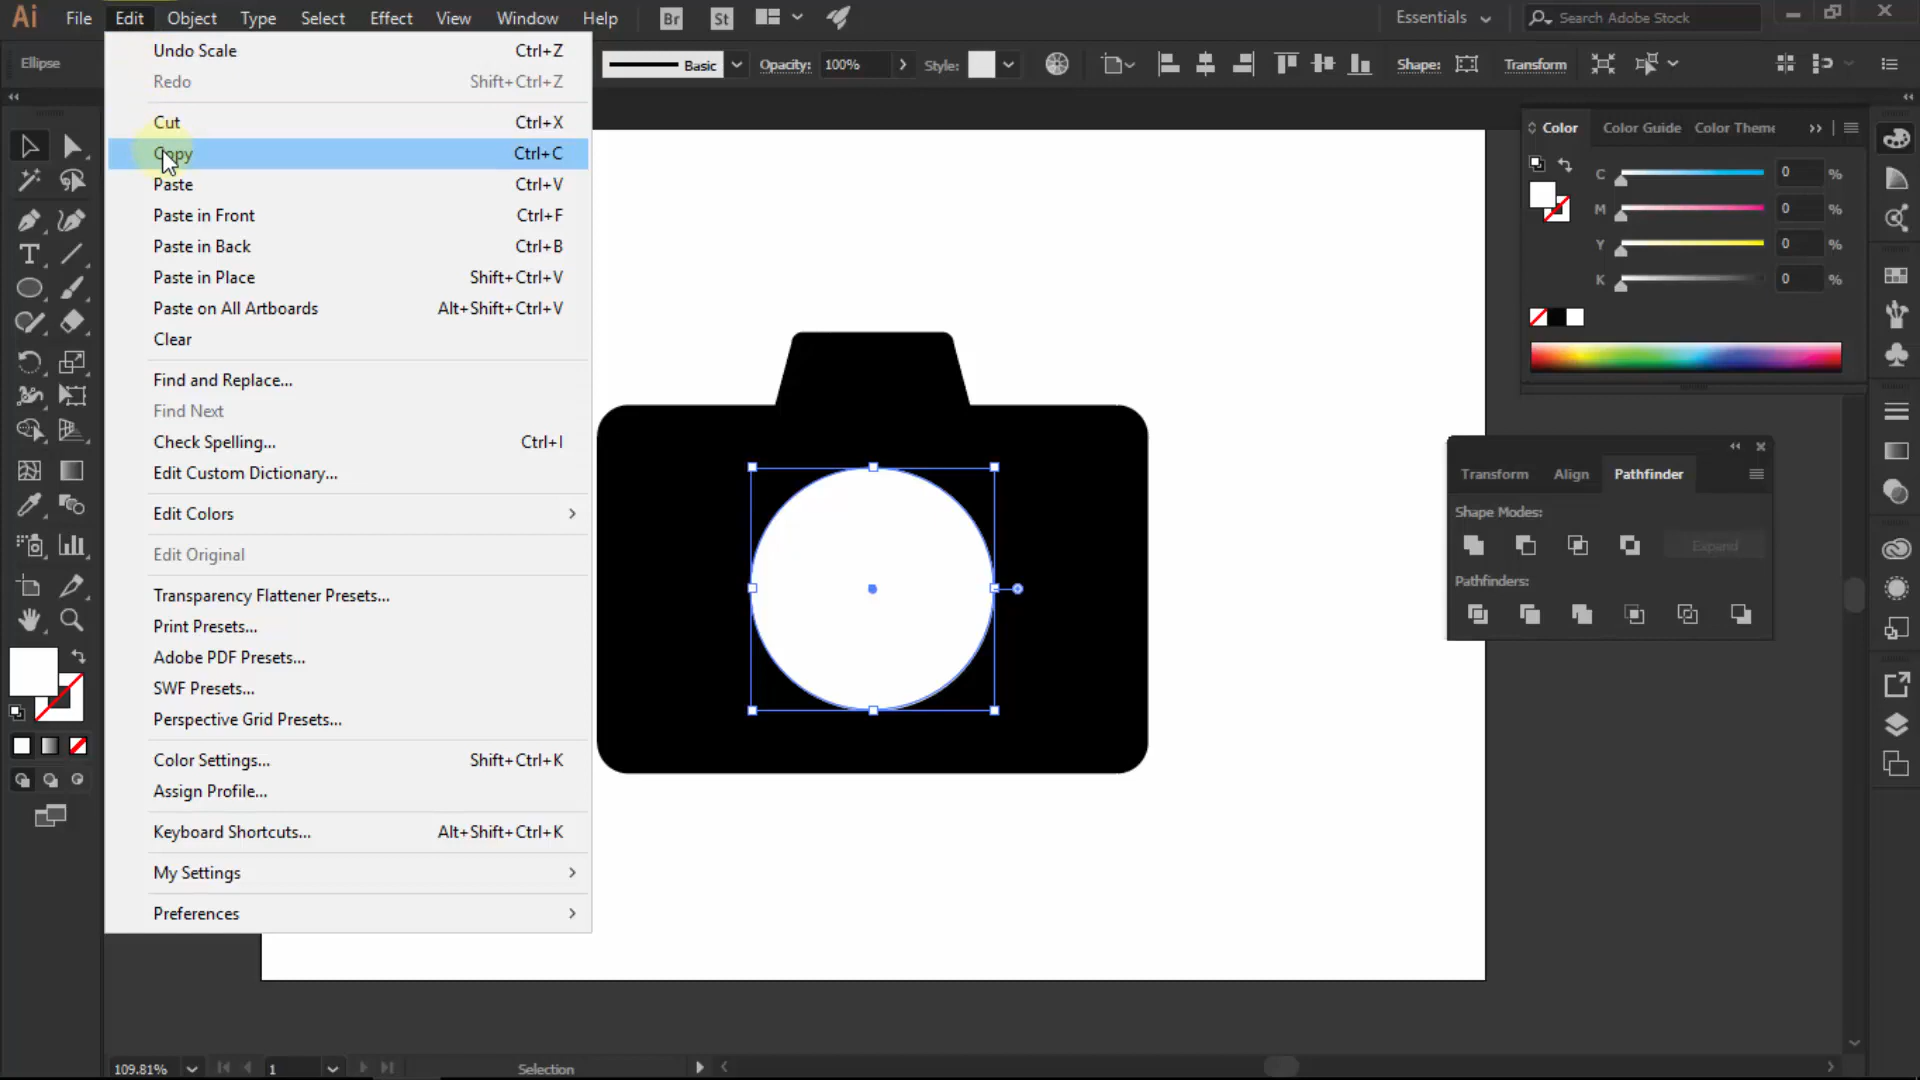 Ai File Edit Object Type Select Effect View Window Help Br St Essentials Search Adobe Stock
Ellipse Basic Opacity: 100% Style: Shape: Transform
Undo Scale Ctrl+Z
Redo Shift+Ctrl+Z
Cut Ctrl+X
Copy Ctrl+C
Paste Ctrl+V
Paste in Front Ctrl+F
Paste in Back Ctrl+B
Paste in Place Shift+Ctrl+V
Paste on All Artboards Alt+Shift+Ctrl+V
Clear
Find and Replace...
Find Next
Check Spelling... Ctrl+I
Edit Custom Dictionary...
Edit Colors
Edit Original
Transparency Flattener Presets...
Print Presets...
Adobe PDF Presets...
SWF Presets...
Perspective Grid Presets...
Color Settings... Shift+Ctrl+K
Assign Profile...
Keyboard Shortcuts... Alt+Shift+Ctrl+K
My Settings
Preferences
Color Color Guide Color Theme
C 0 %
M 0 %
Y 0 %
K 0 %
Transform Align Pathfinder
Shape Modes:
Expand
Pathfinders:
109.81% 1 Selection